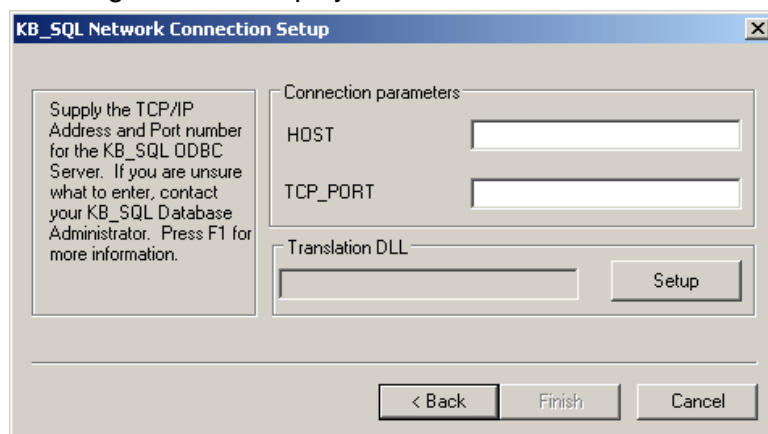 KB_SQL Network Connection Setup
Supply the TCP/IP
Address and Port number
for the KB_SQL ODBC
Server. If you are unsure
what to enter, contact
your KB_SQL Database
Administrator. Press F1 for
more information.
Connection parameters
HOST
TCP_PORT
Translation DLL
Setup
< Back
Finish
Cancel